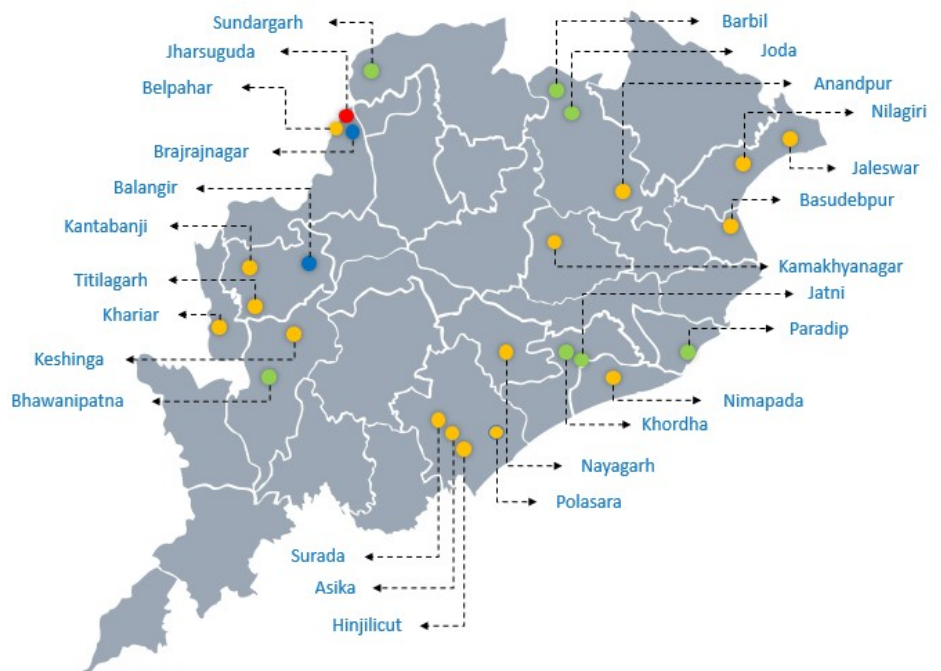 Sundargarh
Barbil
Jharsuguda
Joda
Belpahar
Anandpur
Nilagiri
Brajrajnagar
Jaleswar
Balangir
Basudebpur
Kantabanji
Kamakhyanagar
Titilagarh
Jatni
Khariar
Paradip
Keshinga
Bhawanipatna
Nimapada
Khordha
Nayagarh
Polasara
Surada
Asika
Hinjilicut